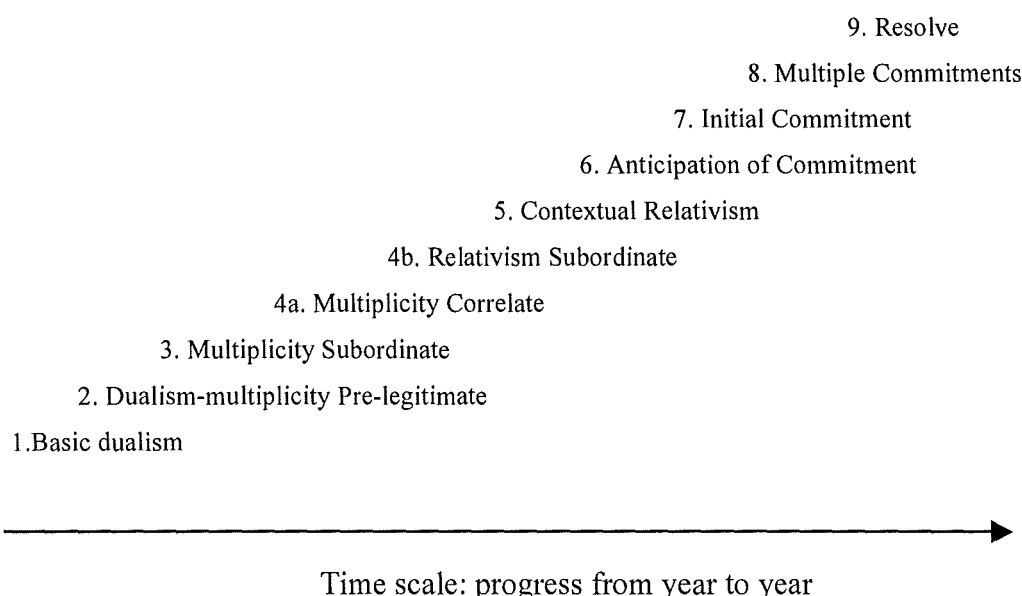 9. Resolve
8. Multiple Commitments
7. Initial Commitment
6. Anticipation of Commitment
5. Contextual Relativism
4b. Relativism Subordinate
4a. Multiplicity Correlate
3. Multiplicity Subordinate
2. Dualism-multiplicity Pre-legitimate
1.Basic dualism
Time scale: progress from year to year